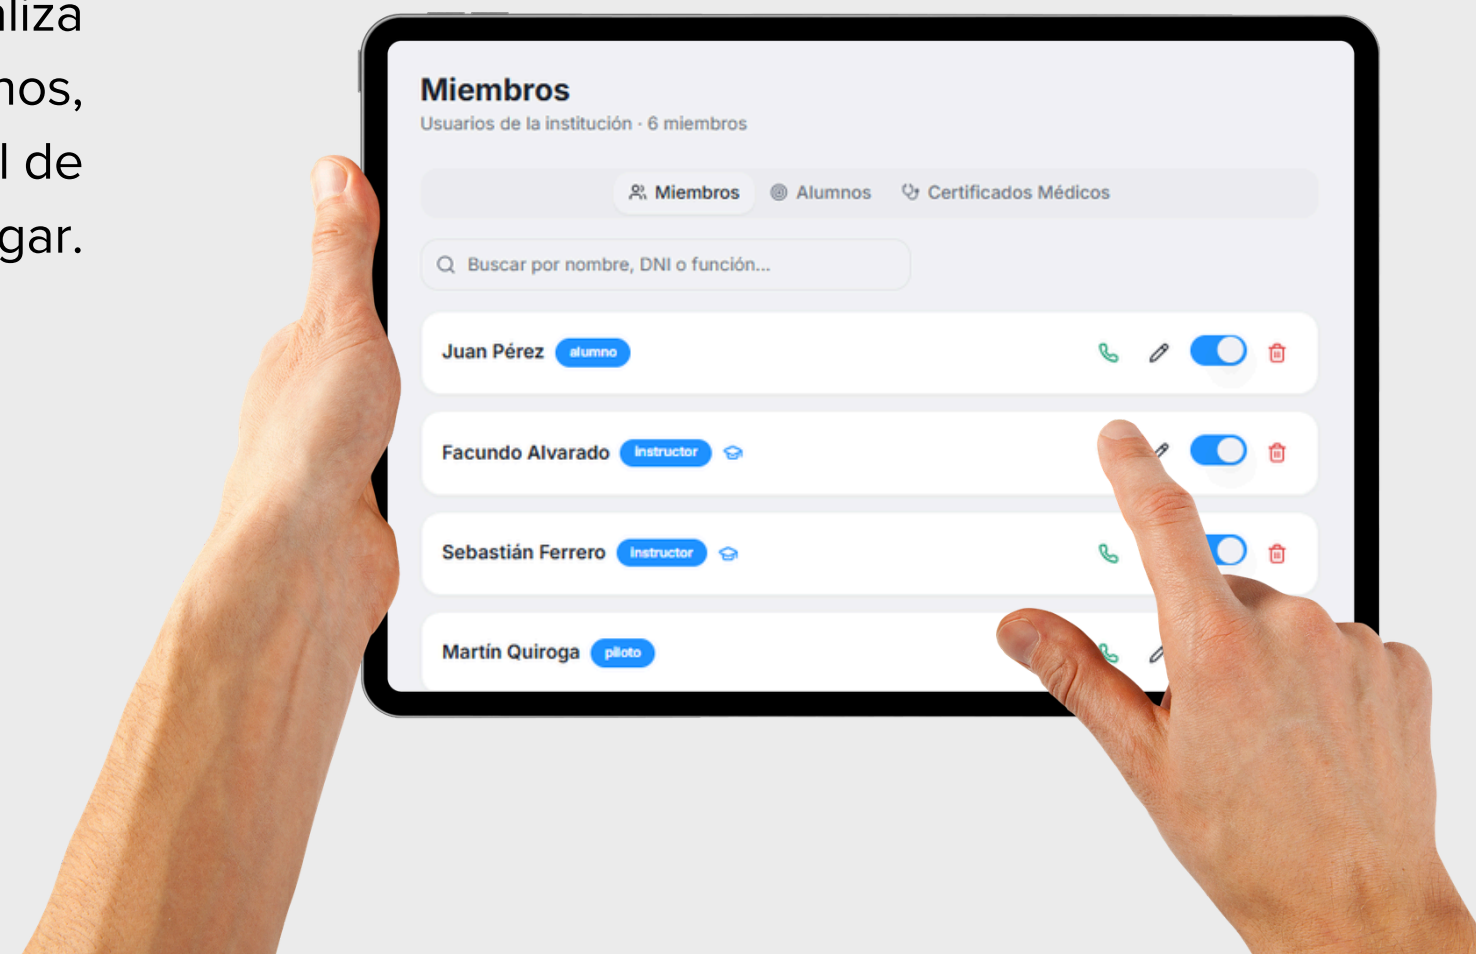 aliza
nos,
l de
gar.
Miembros
Usuarios de la institución · 6 miembros
Miembros Alumnos Certificados Médicos
Buscar por nombre, DNI o función...
Juan Pérez alumno
Facundo Alvarado instructor
Sebastián Ferrero instructor
Martín Quiroga piloto